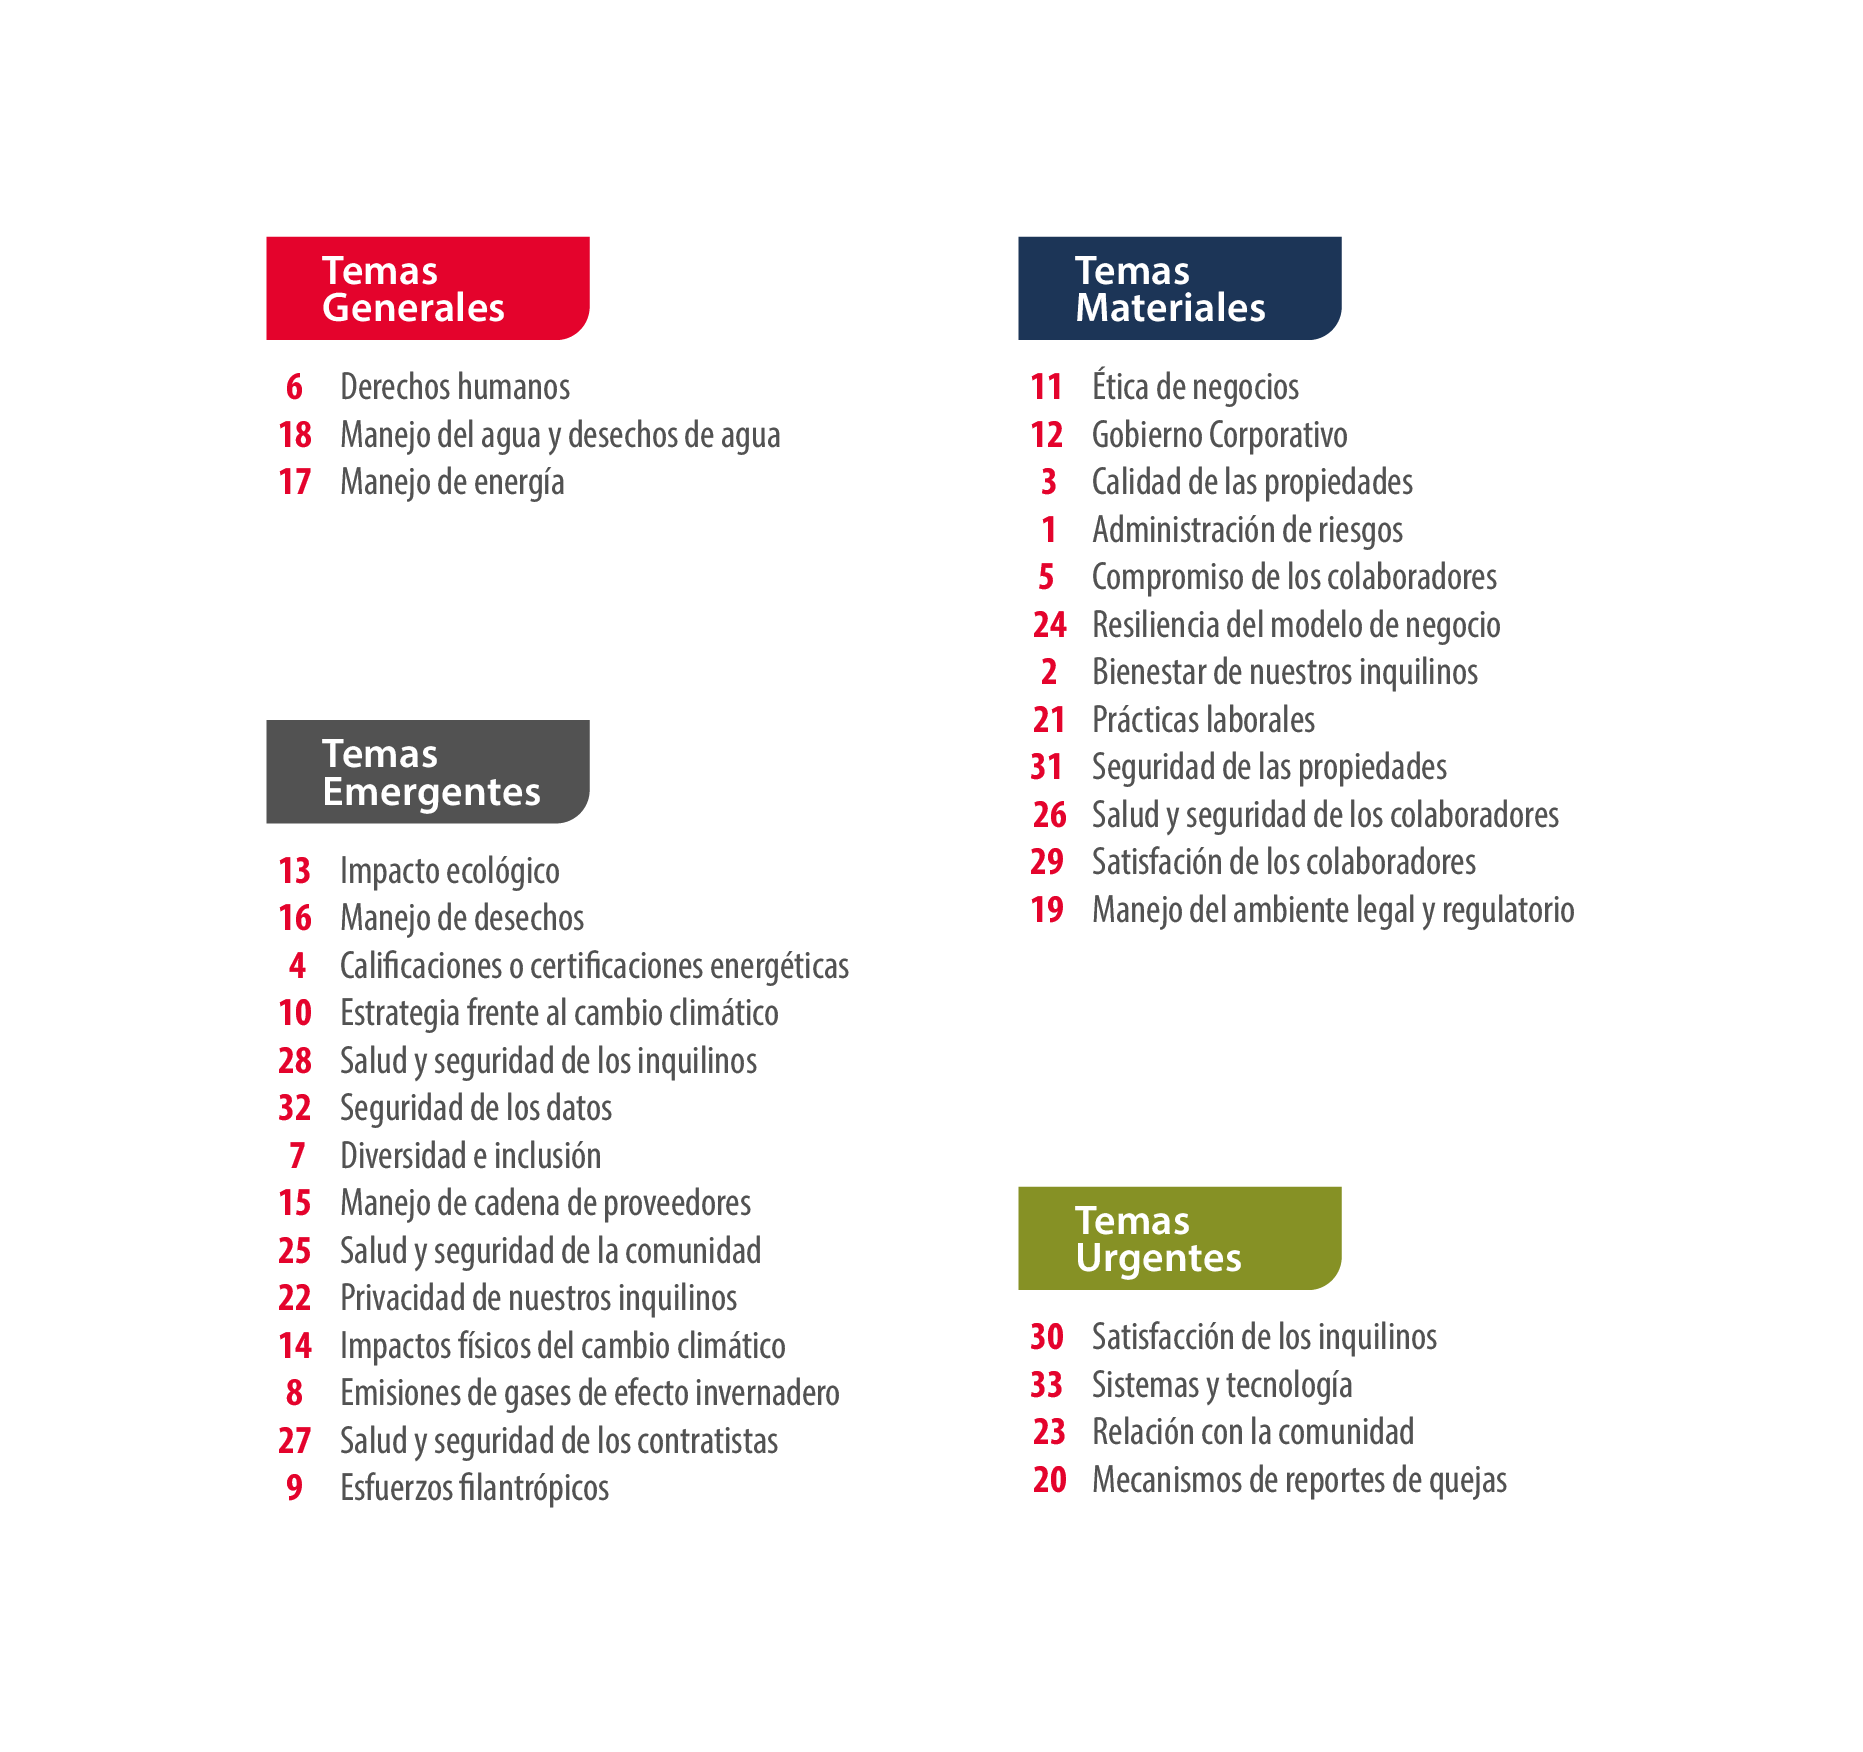 Temas
Generales
6 Derechos humanos
18 Manejo del agua y desechos de agua
17 Manejo de energía
Temas
Emergentes
13 Impacto ecológico
16 Manejo de desechos
4 Calificaciones o certificaciones energéticas
10 Estrategia frente al cambio climático
28 Salud y seguridad de los inquilinos
32 Seguridad de los datos
7 Diversidad e inclusión
15 Manejo de cadena de proveedores
25 Salud y seguridad de la comunidad
22 Privacidad de nuestros inquilinos
14 Impactos físicos del cambio climático
8 Emisiones de gases de efecto invernadero
27 Salud y seguridad de los contratistas
9 Esfuerzos filantrópicos
Temas
Materiales
11 Ética de negocios
12 Gobierno Corporativo
3 Calidad de las propiedades
1 Administración de riesgos
5 Compromiso de los colaboradores
24 Resiliencia del modelo de negocio
2 Bienestar de nuestros inquilinos
21 Prácticas laborales
31 Seguridad de las propiedades
26 Salud y seguridad de los colaboradores
29 Satisfación de los colaboradores
19 Manejo del ambiente legal y regulatorio
Temas
Urgentes
30 Satisfacción de los inquilinos
33 Sistemas y tecnología
23 Relación con la comunidad
20 Mecanismos de reportes de quejas